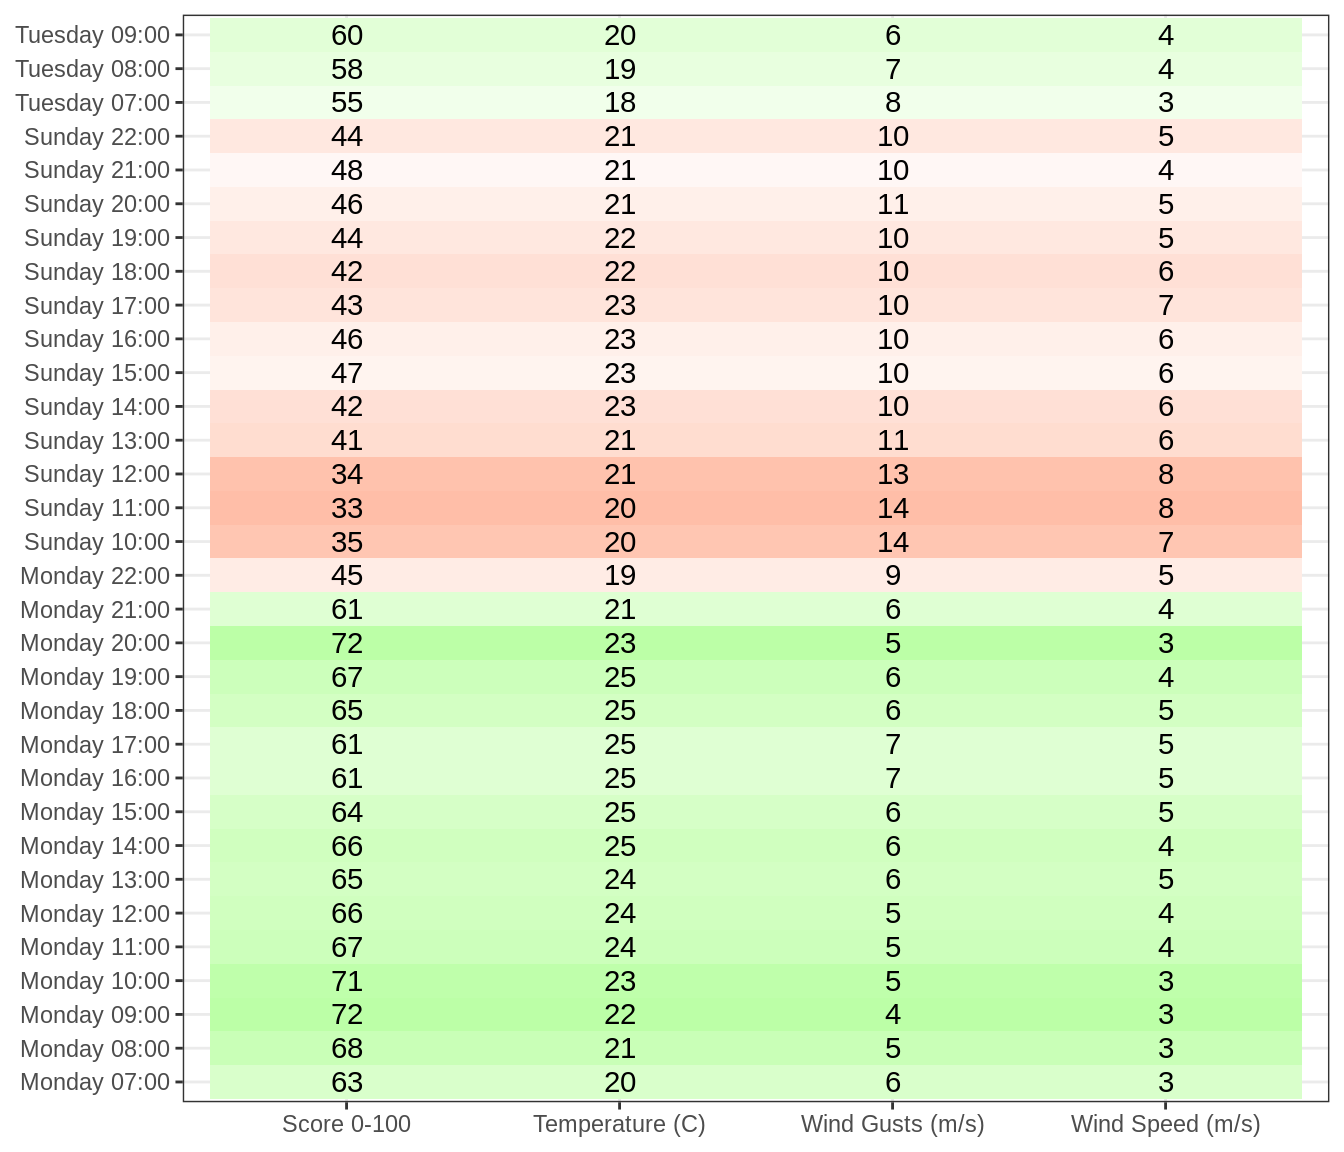 Tuesday 09:00 60 20 6 4
Tuesday 08:00 58 19 7 4
Tuesday 07:00 55 18 8 3
Sunday 22:00 44 21 10 5
Sunday 21:00 48 21 10 4
Sunday 20:00 46 21 11 5
Sunday 19:00 44 22 10 5
Sunday 18:00 42 22 10 6
Sunday 17:00 43 23 10 7
Sunday 16:00 46 23 10 6
Sunday 15:00 47 23 10 6
Sunday 14:00 42 23 10 6
Sunday 13:00 41 21 11 6
Sunday 12:00 34 21 13 8
Sunday 11:00 33 20 14 8
Sunday 10:00 35 20 14 7
Monday 22:00 45 19 9 5
Monday 21:00 61 21 6 4
Monday 20:00 72 23 5 3
Monday 19:00 67 25 6 4
Monday 18:00 65 25 6 5
Monday 17:00 61 25 7 5
Monday 16:00 61 25 7 5
Monday 15:00 64 25 6 5
Monday 14:00 66 25 6 4
Monday 13:00 65 24 6 5
Monday 12:00 66 24 5 4
Monday 11:00 67 24 5 4
Monday 10:00 71 23 5 3
Monday 09:00 72 22 4 3
Monday 08:00 68 21 5 3
Monday 07:00 63 20 6 3
Score 0-100 Temperature (C) Wind Gusts (m/s) Wind Speed (m/s)